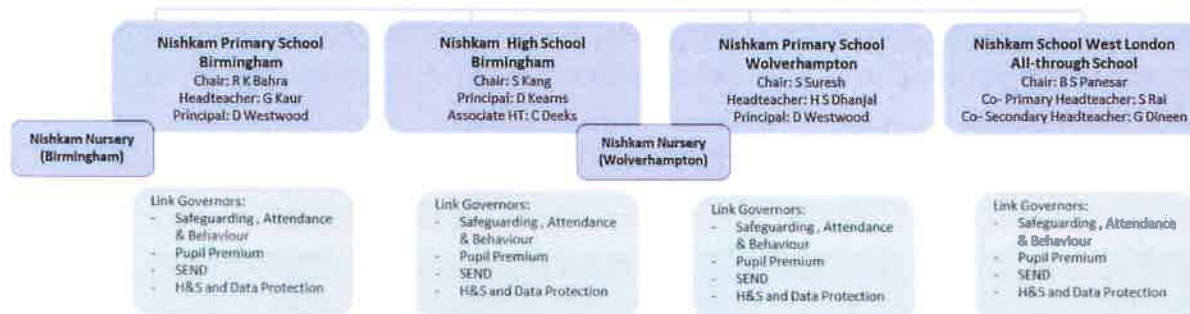 Nishkam Primary School
Birmingham
Chair: R K Bahra
Headteacher: G Kaur
Principal: D Westwood
Nishkam Nursery
(Birmingham)
Nishkam High School
Birmingham
Chair: S Kang
Principal: D Kearns
Associate HT: C Deeks
Nishkam Primary School
Wolverhampton
Chair: S Suresh
Headteacher: H S Dhanjal
Principal: D Westwood
Nishkam Nursery
(Wolverhampton)
Nishkam School West London
All-through School
Chair: B S Panesar
Co- Primary Headteacher: S Rai
Co- Secondary Headteacher: G Dineen
Link Governors:
- Safeguarding , Attendance
& Behaviour
- Pupil Premium
- SEND
- H&S and Data Protection
Link Governors:
- Safeguarding , Attendance
& Behaviour
- Pupil Premium
- SEND
- H&S and Data Protection
Link Governors:
- Safeguarding , Attendance
& Behaviour
- Pupil Premium
- SEND
- H&S and Data Protection
Link Governors:
- Safeguarding , Attendance
& Behaviour
- Pupil Premium
- SEND
- H&S and Data Protection